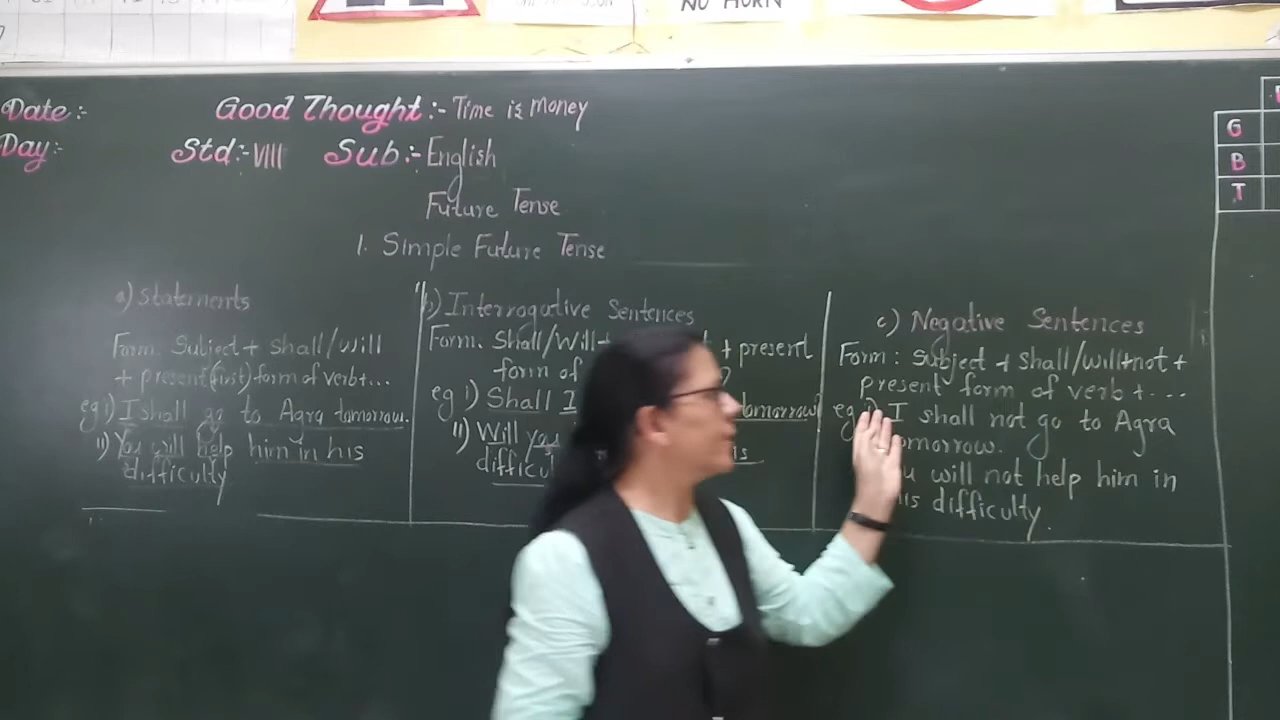 NO HORN
Date:-
Good Thought:- Time is Money
Day:-
Std:- VIII Sub:- English
Future Tense
1. Simple Future Tense
a) Statements
Form. Subject + shall/will
+ present (first) form of verb + ...
eg i) I shall go to Agra tomorrow.
ii) You will help him in his
difficulty
b) Interrogative Sentences
Form. Shall/Will + + present
form of ?
eg i) Shall I tomorrow
ii) Will you his
c) Negative Sentences
Form : Subject + shall/will + not +
present form of verb + ...
eg i) I shall not go to Agra
tomorrow.
will not help him in
his difficulty.
G
B
T